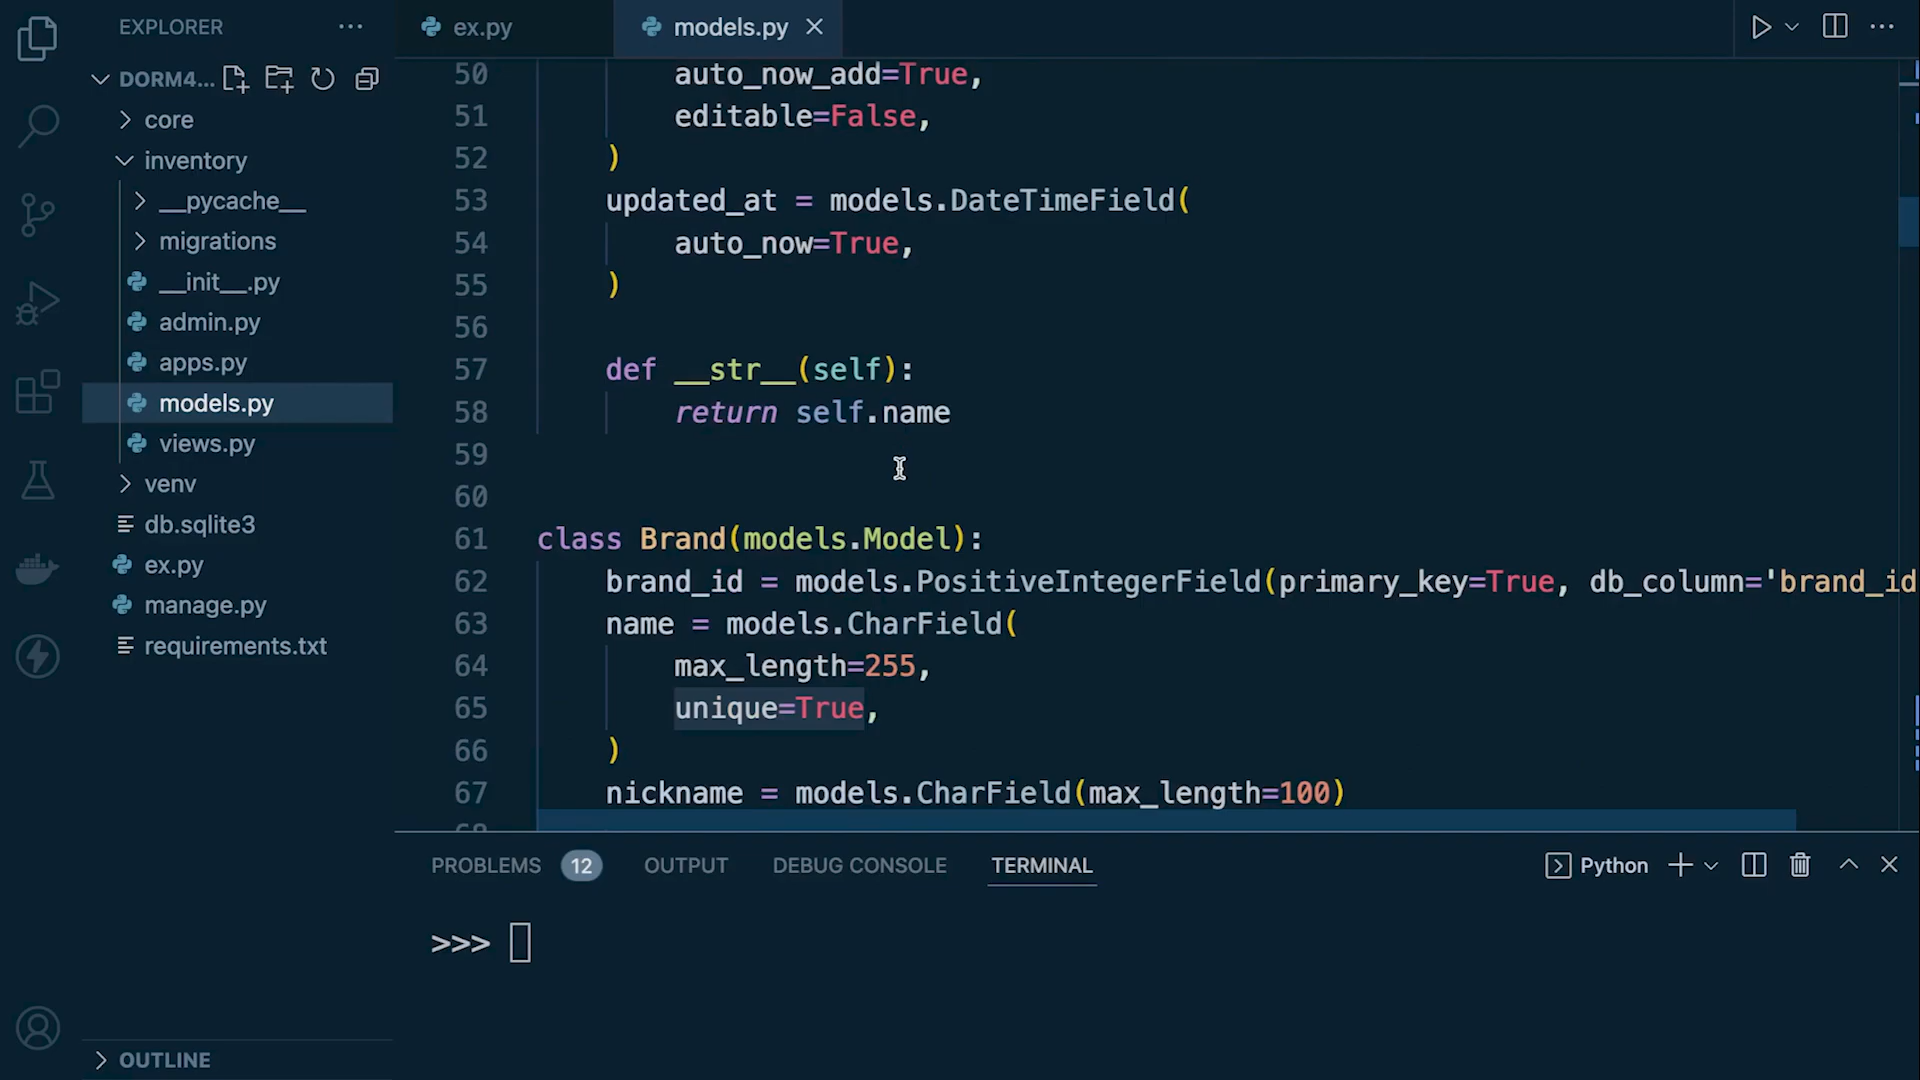 EXPLORER
ex.py
models.py
DORM4...
core
inventory
__pycache__
migrations
__init__.py
admin.py
apps.py
models.py
views.py
venv
db.sqlite3
ex.py
manage.py
requirements.txt
OUTLINE
50 auto_now_add=True,
51 editable=False,
52 )
53 updated_at = models.DateTimeField(
54 auto_now=True,
55 )
56
57 def __str__(self):
58 return self.name
59
60
61 class Brand(models.Model):
62 brand_id = models.PositiveIntegerField(primary_key=True, db_column='brand_id
63 name = models.CharField(
64 max_length=255,
65 unique=True,
66 )
67 nickname = models.CharField(max_length=100)
68
PROBLEMS 12 OUTPUT DEBUG CONSOLE TERMINAL
Python
>>>